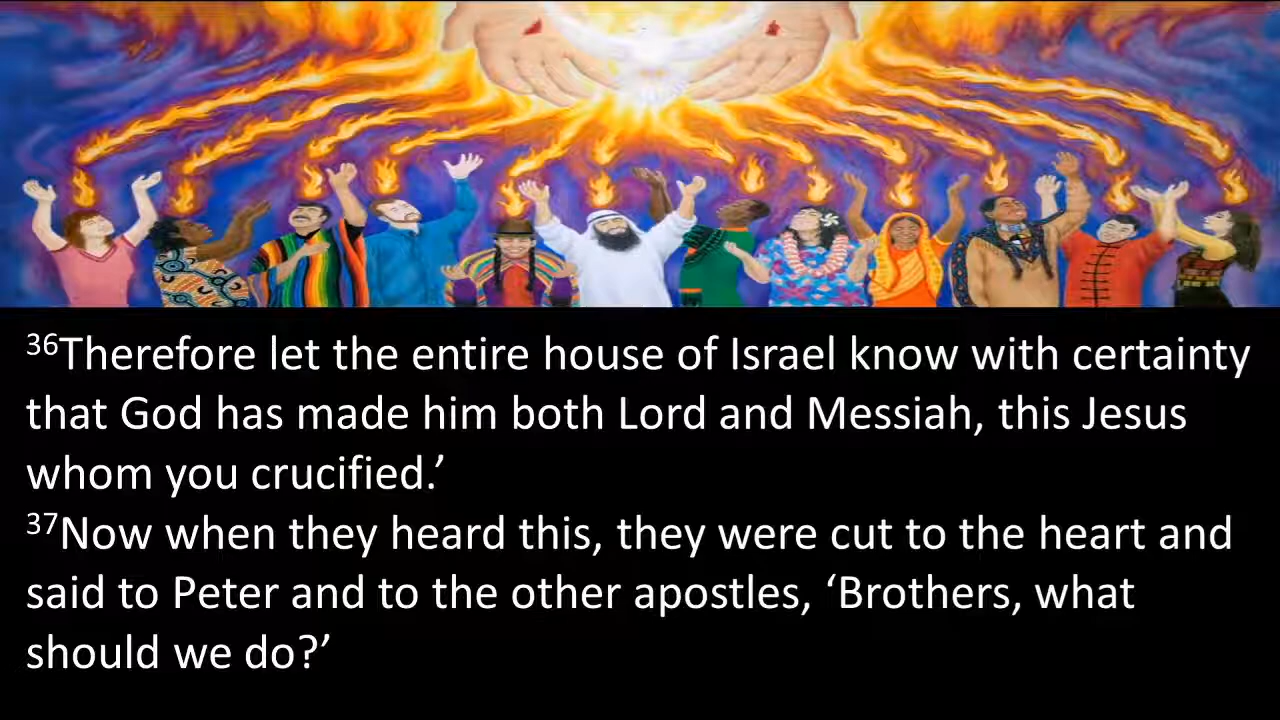 36Therefore let the entire house of Israel know with certainty
that God has made him both Lord and Messiah, this Jesus
whom you crucified.’
37Now when they heard this, they were cut to the heart and
said to Peter and to the other apostles, ‘Brothers, what
should we do?’